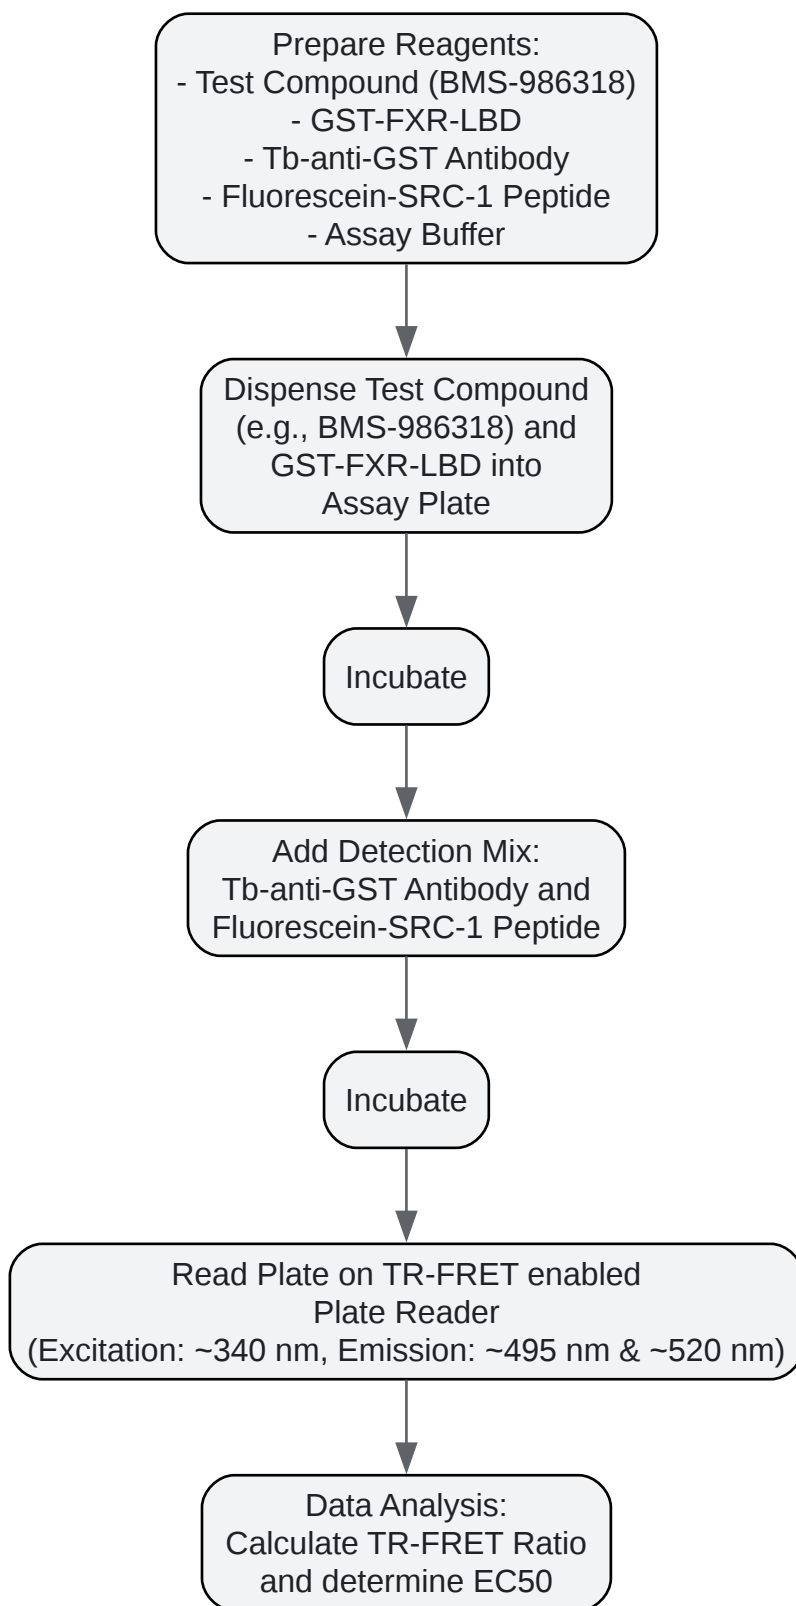 Prepare Reagents:
- Test Compound (BMS-986318)
- GST-FXR-LBD
- Tb-anti-GST Antibody
- Fluorescein-SRC-1 Peptide
- Assay Buffer
Dispense Test Compound
(e.g., BMS-986318) and
GST-FXR-LBD into
Assay Plate
Incubate
Add Detection Mix:
Tb-anti-GST Antibody and
Fluorescein-SRC-1 Peptide
Incubate
Read Plate on TR-FRET enabled
Plate Reader
(Excitation: ~340 nm, Emission: ~495 nm & ~520 nm)
Data Analysis:
Calculate TR-FRET Ratio
and determine EC50